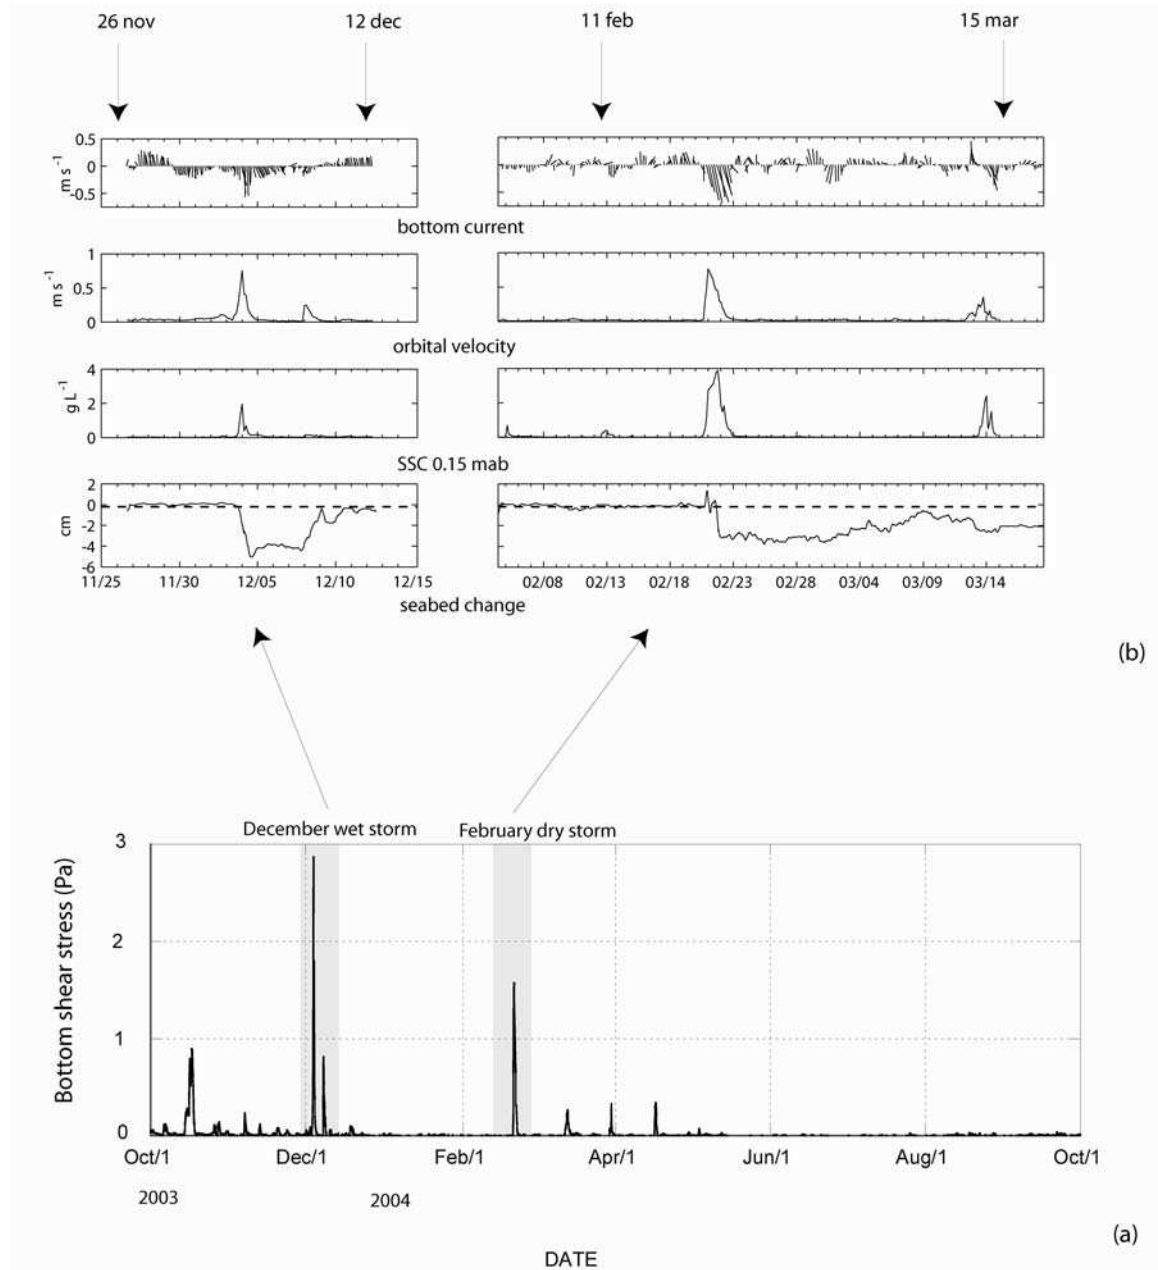 26 nov 12 dec 11 feb 15 mar
0.5
0
-0.5
m s⁻¹
bottom current
1
0.5
0
m s⁻¹
orbital velocity
4
2
0
g L⁻¹
SSC 0.15 mab
2
0
-2
-4
-6
cm
11/25 11/30 12/05 12/10 12/15 02/08 02/13 02/18 02/23 02/28 03/04 03/09 03/14
seabed change
(b)
December wet storm February dry storm
3
2
1
0
Bottom shear stress (Pa)
Oct/1 Dec/1 Feb/1 Apr/1 Jun/1 Aug/1 Oct/1
2003 2004
(a)
DATE